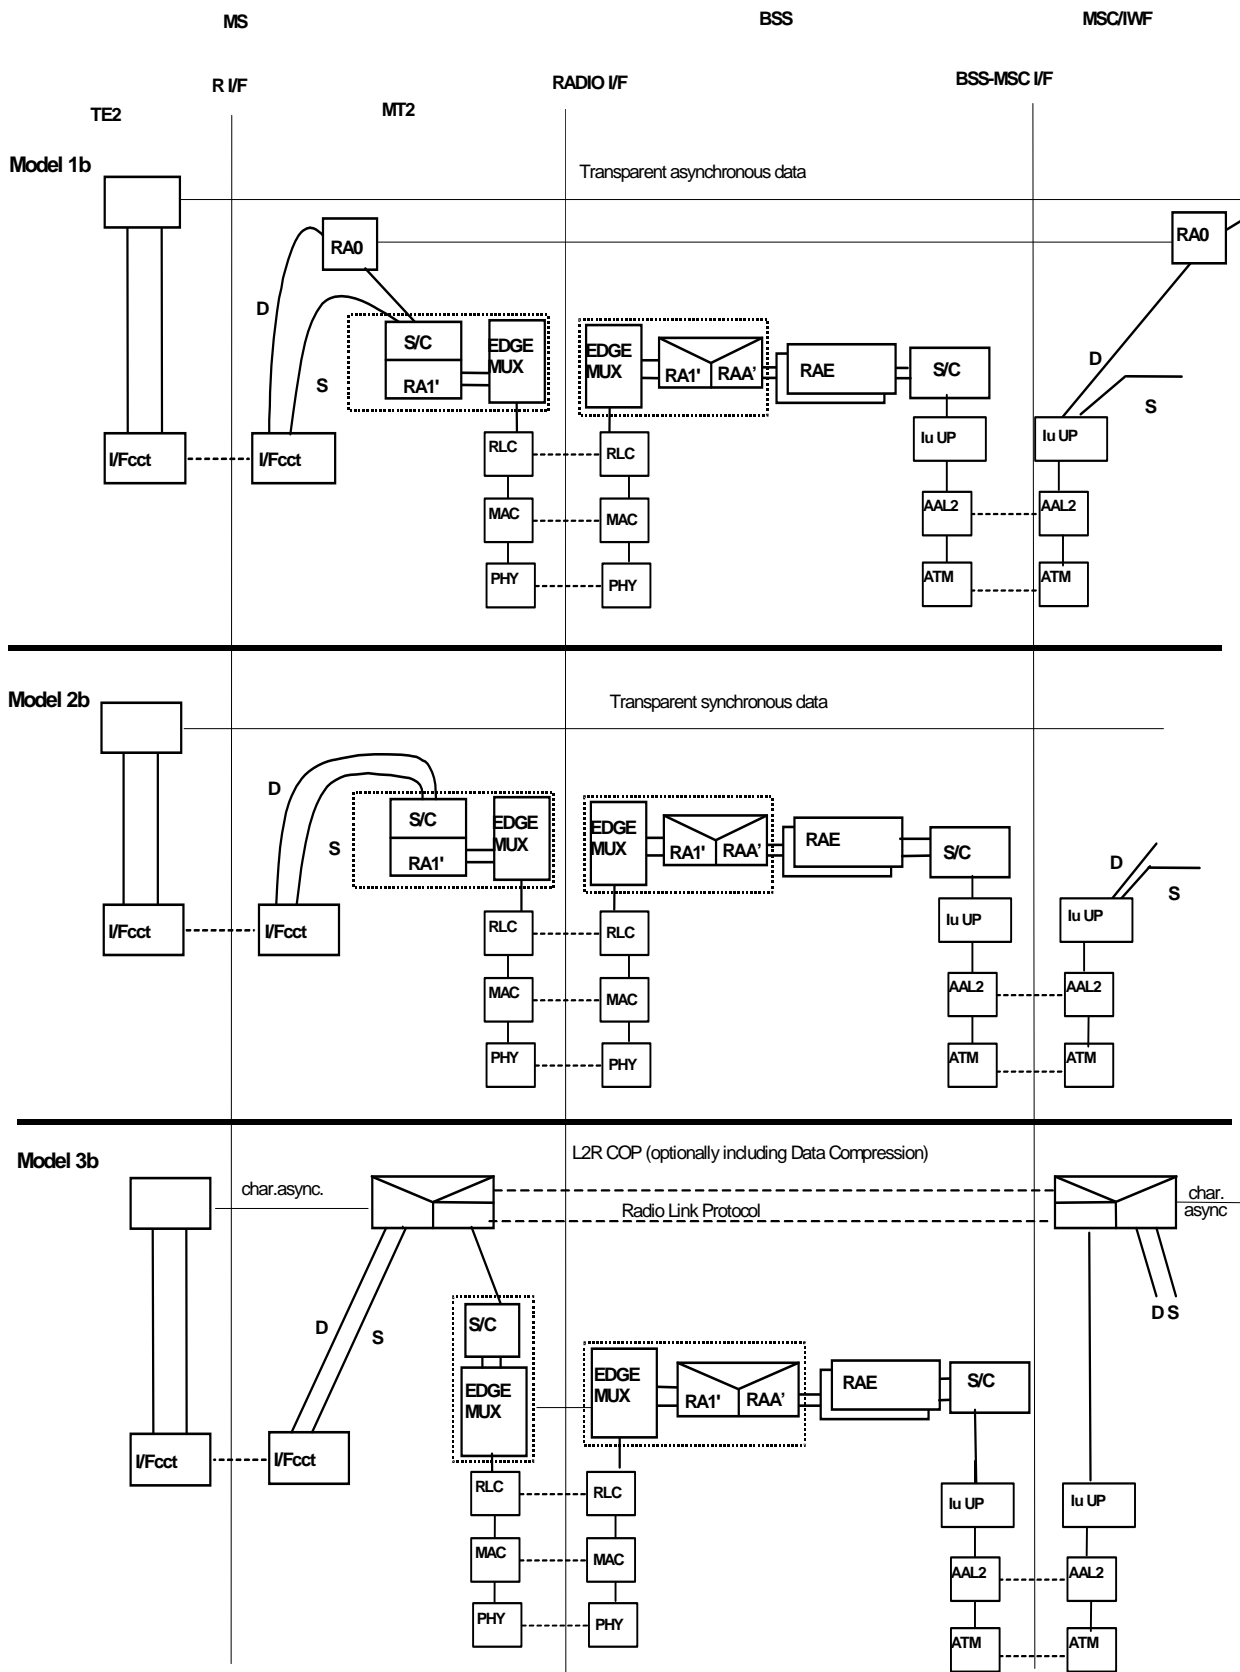 MS
BSS
MSC/IWF
R I/F
RADIO I/F
BSS-MSC I/F
TE2
MT2
Model 1b
Transparent asynchronous data
RA0
RA0
D
S
S/C
RA1'
EDGE
MUX
EDGE
MUX
RA1'
RAA'
RAE
S/C
D
S
I/Fcct
I/Fcct
RLC
RLC
Iu UP
Iu UP
MAC
MAC
AAL2
AAL2
PHY
PHY
ATM
ATM
Model 2b
Transparent synchronous data
D
S
S/C
RA1'
EDGE
MUX
EDGE
MUX
RA1'
RAA’
RAE
S/C
D
S
I/Fcct
I/Fcct
RLC
RLC
Iu UP
Iu UP
MAC
MAC
AAL2
AAL2
PHY
PHY
ATM
ATM
Model 3b
L2R COP (optionally including Data Compression)
char.async.
Radio Link Protocol
char.
async
D
S
D S
S/C
EDGE
MUX
EDGE
MUX
RA1'
RAA’
RAE
S/C
I/Fcct
I/Fcct
RLC
RLC
Iu UP
Iu UP
MAC
MAC
AAL2
AAL2
PHY
PHY
ATM
ATM